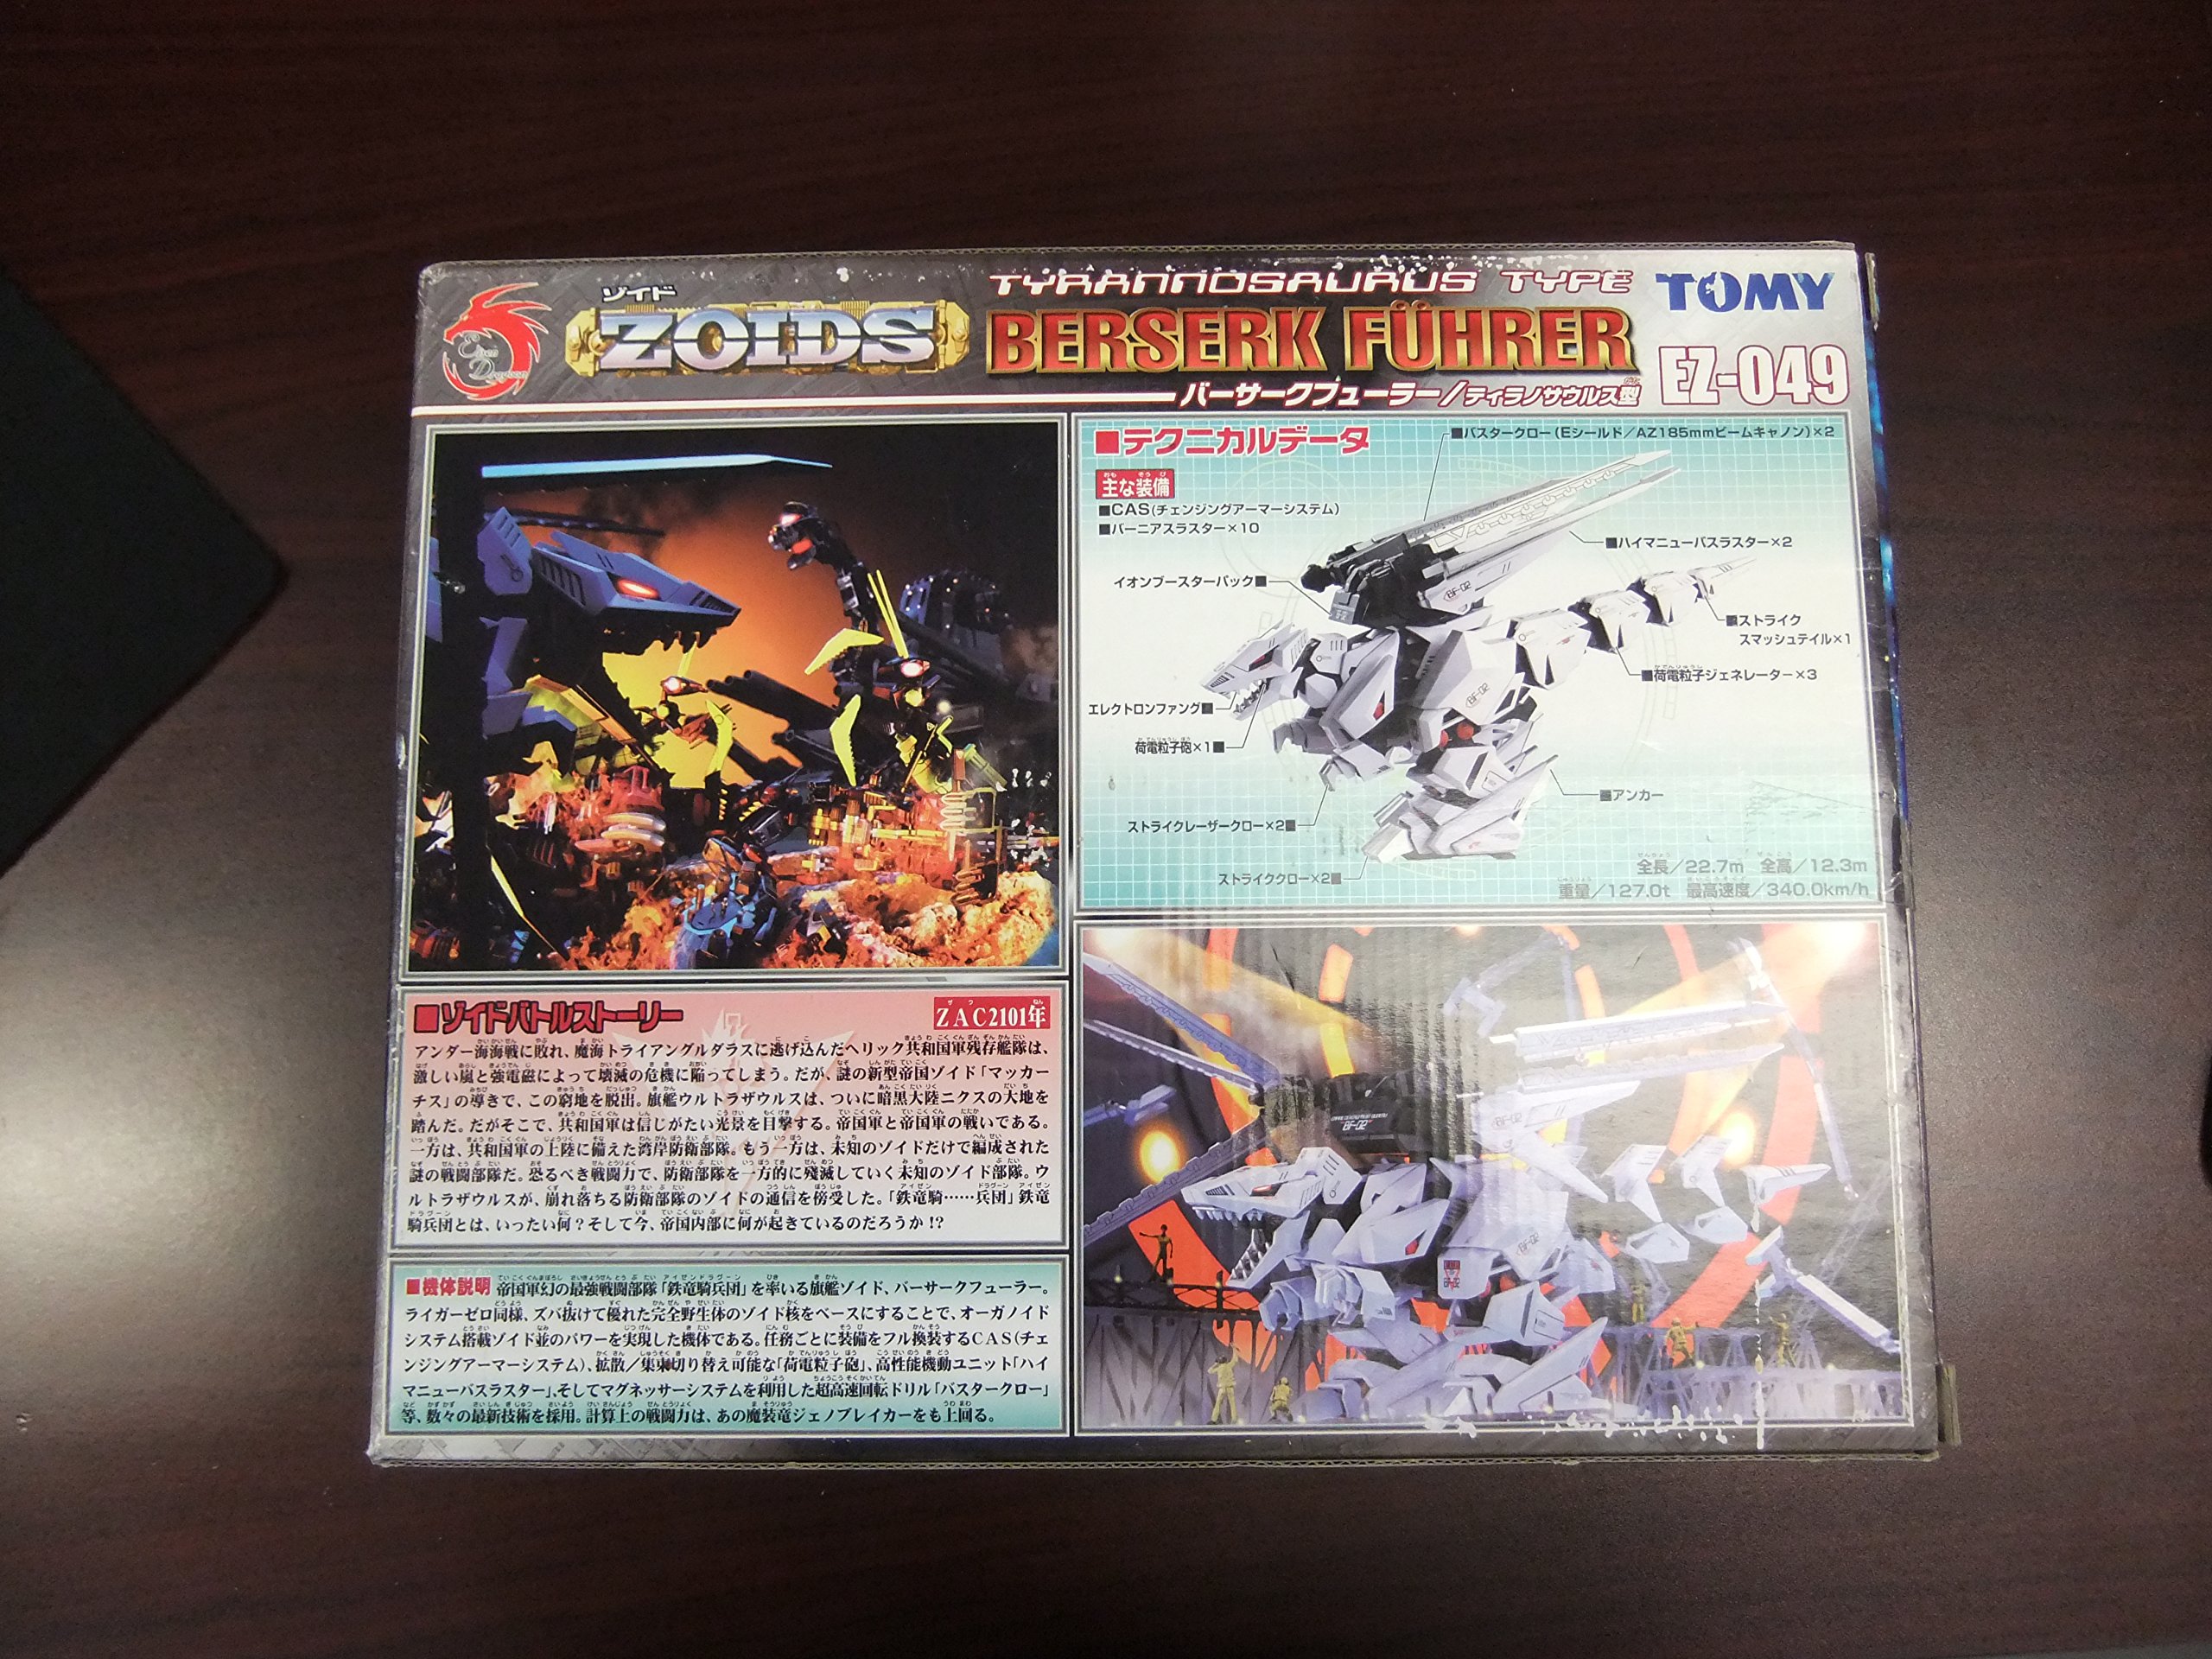 Eisen
Dragoon
ゾイド
ZOIDS
TYRANNOSAURUS TYPE
BERSERK FÜHRER
バーサークフューラー/ティラノサウルス型
TOMY
EZ-049
■テクニカルデータ
主な装備
■CAS(チェンジングアーマーシステム)
■バーニアスラスター×10
■バスタークロー(Eシールド/AZ185mmビームキャノン)×2
■ハイマニューバスラスター×2
イオンブースターパック■
■ストライク
スマッシュテイル×1
■荷電粒子ジェネレーター×3
エレクトロンファング■
荷電粒子砲×1■
■アンカー
ストライクレーザークロー×2■
ストライククロー×2■
全長/22.7m 全高/12.3m
重量/127.0t 最高速度/340.0km/h
■ゾイドバトルストーリー
ZAC2101年
アンダー海海戦に敗れ、魔海トライアングルダラスに逃げ込んだヘリック共和国軍残存艦隊は、
激しい嵐と強電磁によって壊滅の危機に陥ってしまう。だが、謎の新型帝国ゾイド「マッカー
チス」の導きで、この窮地を脱出。旗艦ウルトラザウルスは、ついに暗黒大陸ニクスの大地を
踏んだ。だがそこで、共和国軍は信じがたい光景を目撃する。帝国軍と帝国軍の戦いである。
一方は、共和国軍の上陸に備えた湾岸防衛部隊。もう一方は、未知のゾイドだけで編成された
謎の戦闘部隊だ。恐るべき戦闘力で、防衛部隊を一方的に殲滅していく未知のゾイド部隊。ウ
ルトラザウルスが、崩れ落ちる防衛部隊のゾイドの通信を傍受した。「鉄竜騎……兵団」鉄竜
騎兵団とは、いったい何?そして今、帝国内部に何が起きているのだろうか!?
■機体説明 帝国軍幻の最強戦闘部隊「鉄竜騎兵団」を率いる旗艦ゾイド、バーサークフューラー。
ライガーゼロ同様、ズバ抜けて優れた完全野生体のゾイド核をベースにすることで、オーガノイド
システム搭載ゾイド並のパワーを実現した機体である。任務ごとに装備をフル換装するCAS(チェ
ンジングアーマーシステム)、拡散/集束切り替え可能な「荷電粒子砲」、高性能機動ユニット「ハイ
マニューバスラスター」、そしてマグネッサーシステムを利用した超高速回転ドリル「バスタークロー」
等、数々の最新技術を採用。計算上の戦闘力は、あの魔装竜ジェノブレイカーをも上回る。
BF-02
BF-02
BF-02
BF-02
BF-02